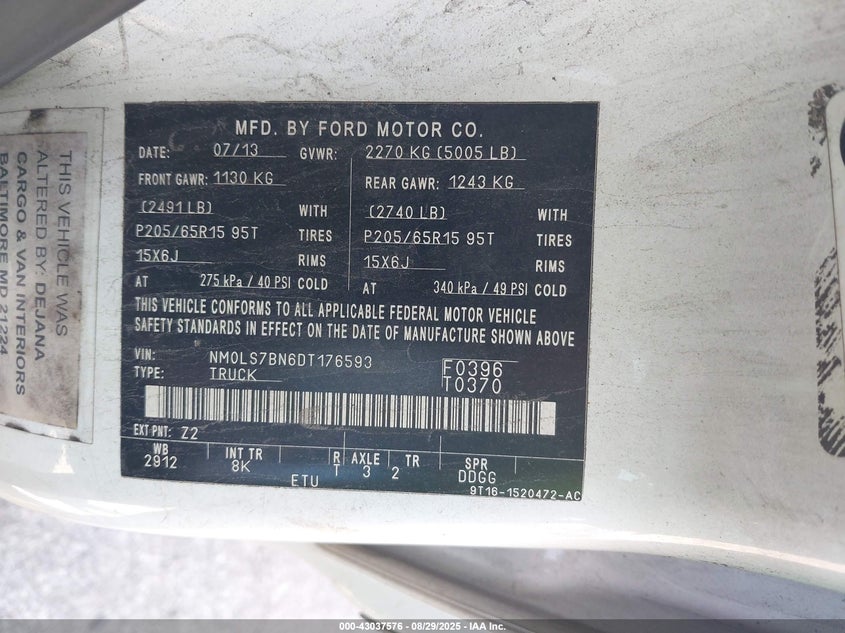 MFD. BY FORD MOTOR CO.
DATE: 07/13 GVWR: 2270 KG (5005 LB)
FRONT GAWR: 1130 KG REAR GAWR: 1243 KG
(2491 LB) WITH (2740 LB) WITH
P205/65R15 95T TIRES P205/65R15 95T TIRES
15X6J RIMS 15X6J RIMS
AT 275 kPa / 40 PSI COLD AT 340 kPa / 49 PSI COLD
THIS VEHICLE CONFORMS TO ALL APPLICABLE FEDERAL MOTOR VEHICLE
SAFETY STANDARDS IN EFFECT ON THE DATE OF MANUFACTURE SHOWN ABOVE
VIN: NM0LS7BN6DT176593 F0396
TYPE: TRUCK T0370
EXT PNT: Z2
WB INT TR R AXLE TR SPR
2912 8K T 3 2 DDGG
ETU 9T16-1520472-AC
THIS VEHICLE WAS
ALTERED BY: DEJANA
CARGO & VAN INTERIORS
BALTIMORE MD 21224
000-43037576 - 08/29/2025 - IAA Inc.